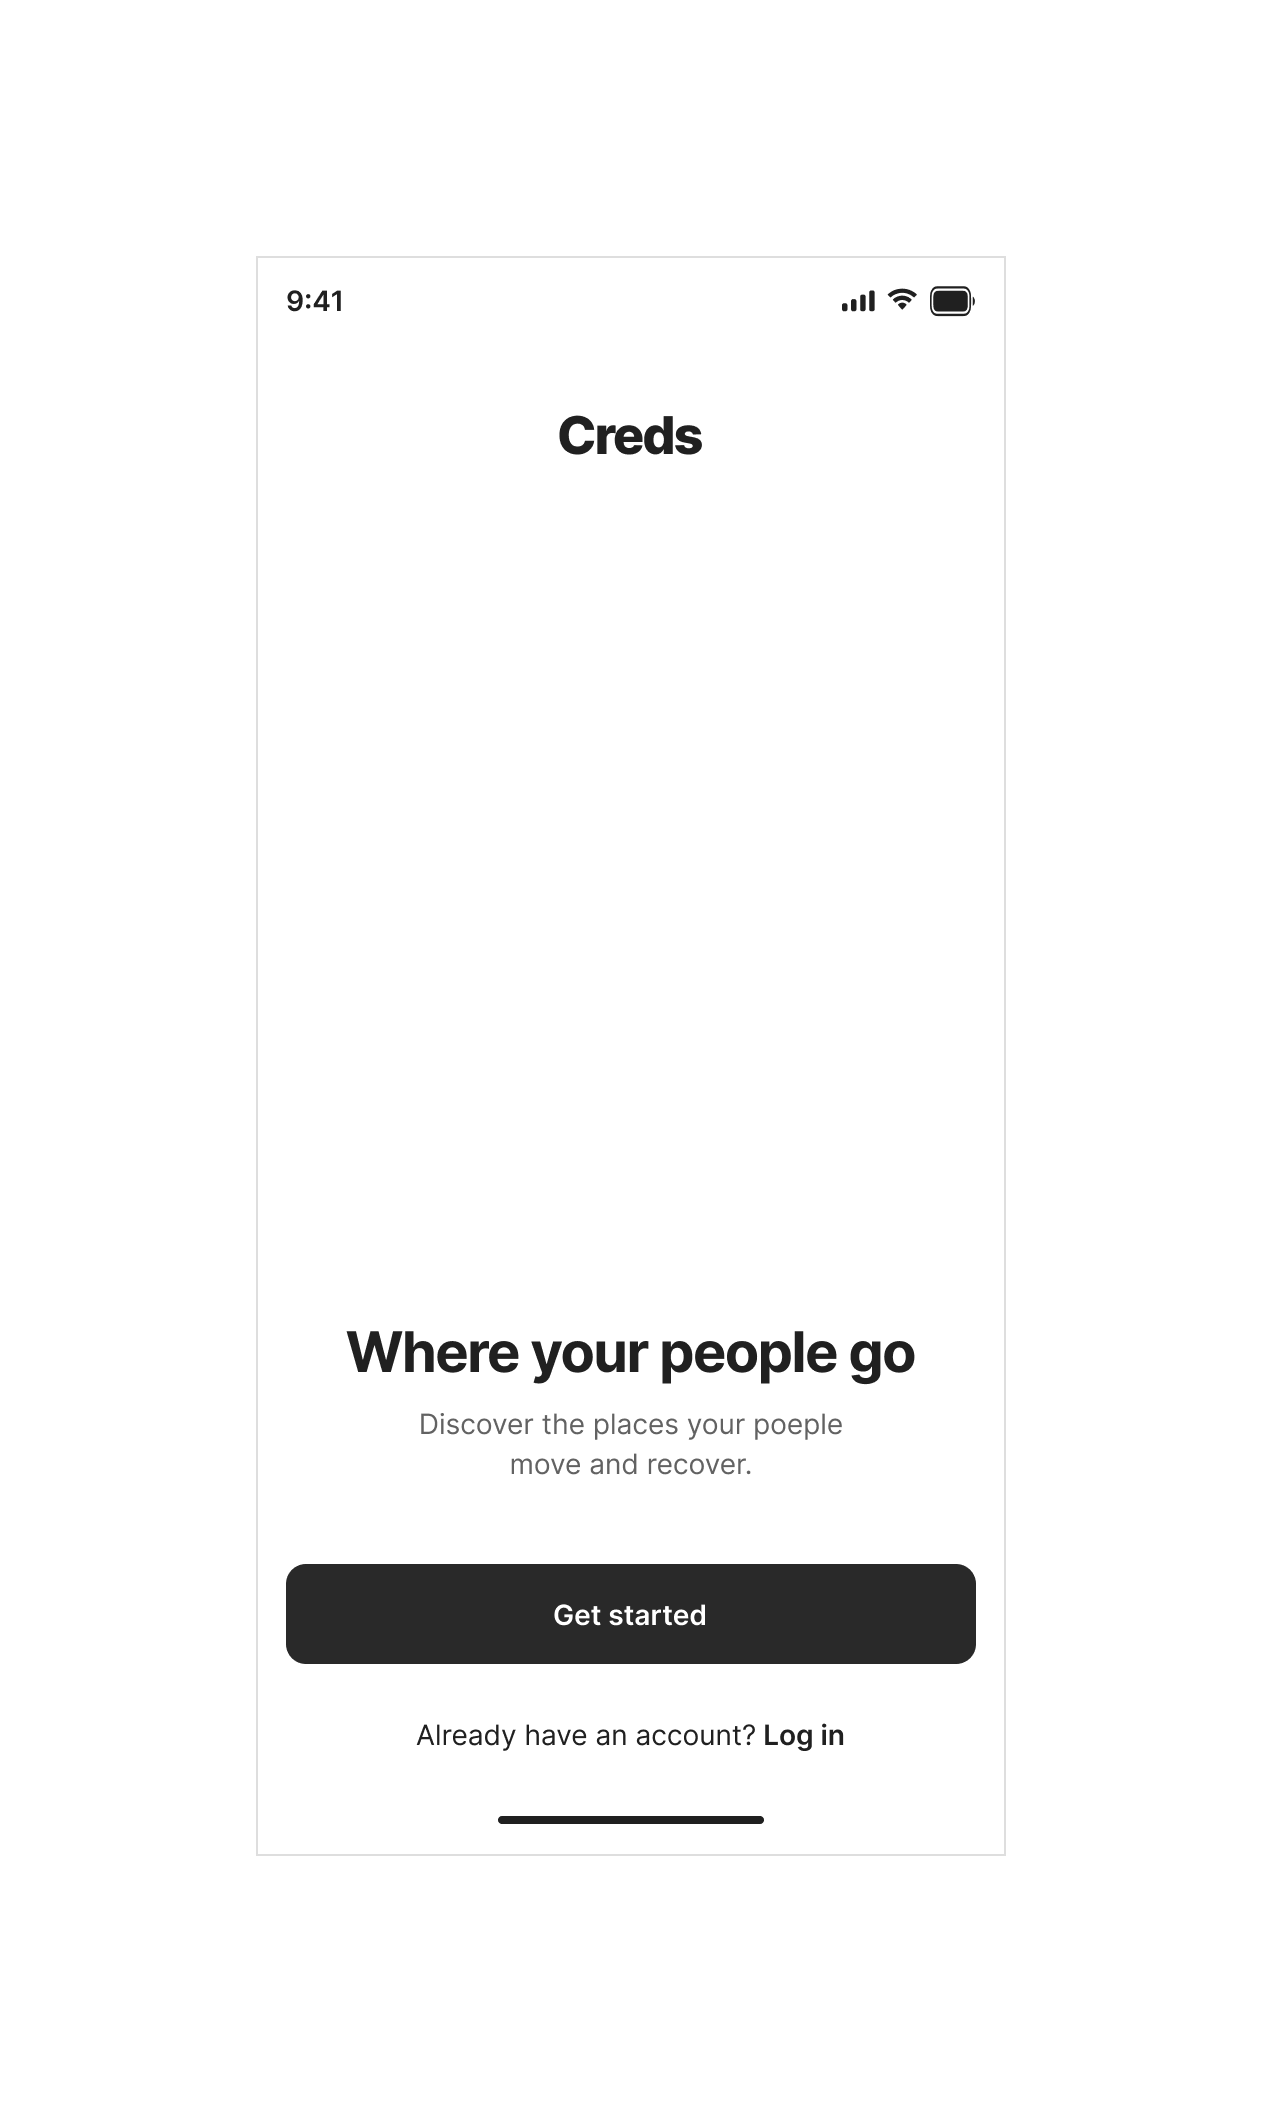 9:41
Creds
Where your people go
Discover the places your poeple
move and recover.
Get started
Already have an account? Log in